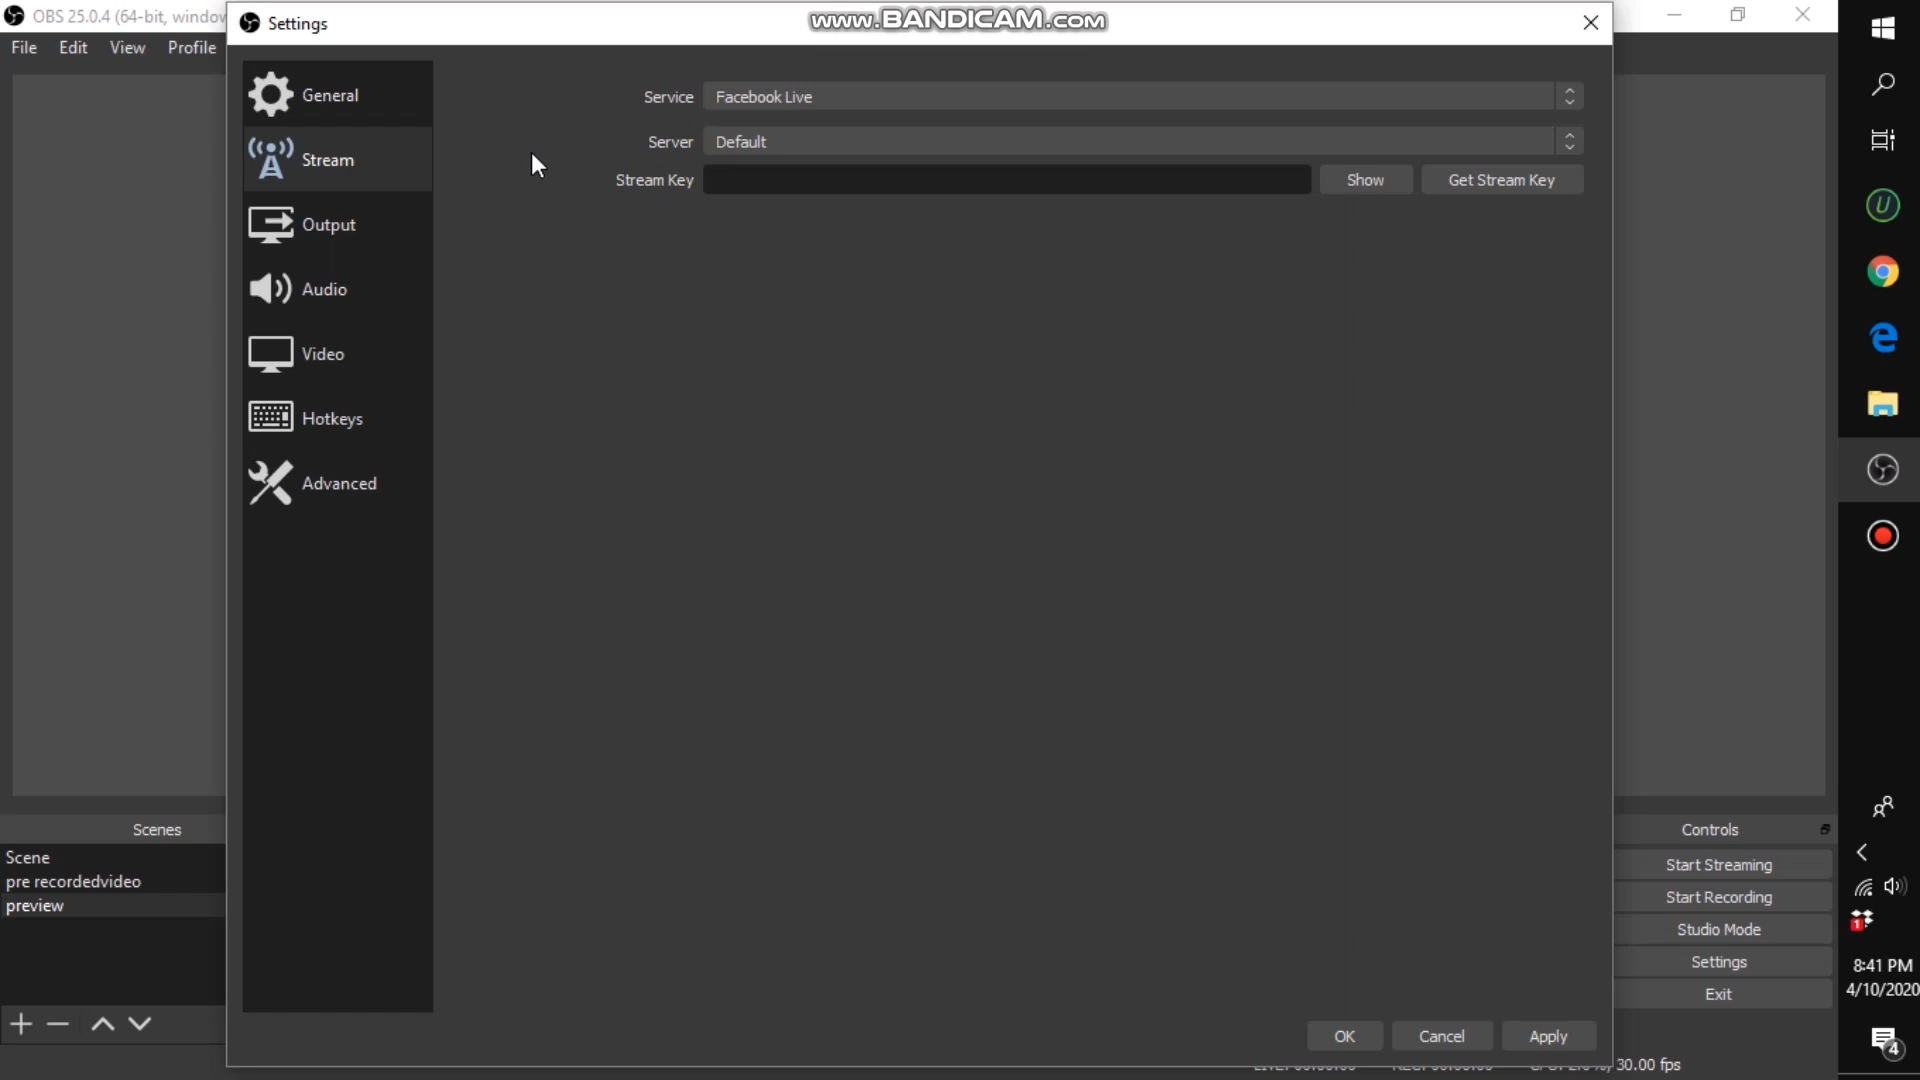 OBS 25.0.4 (64-bit, window
Settings
www.BANDICAM.com
File Edit View Profile
General
Stream
Output
Audio
Video
Hotkeys
Advanced
Service Facebook Live
Server Default
Stream Key Show Get Stream Key
Scenes
Scene
pre recordedvideo
preview
Controls
Start Streaming
Start Recording
Studio Mode
Settings
Exit
OK Cancel Apply
30.00 fps
U
1
8:41 PM
4/10/2020
4